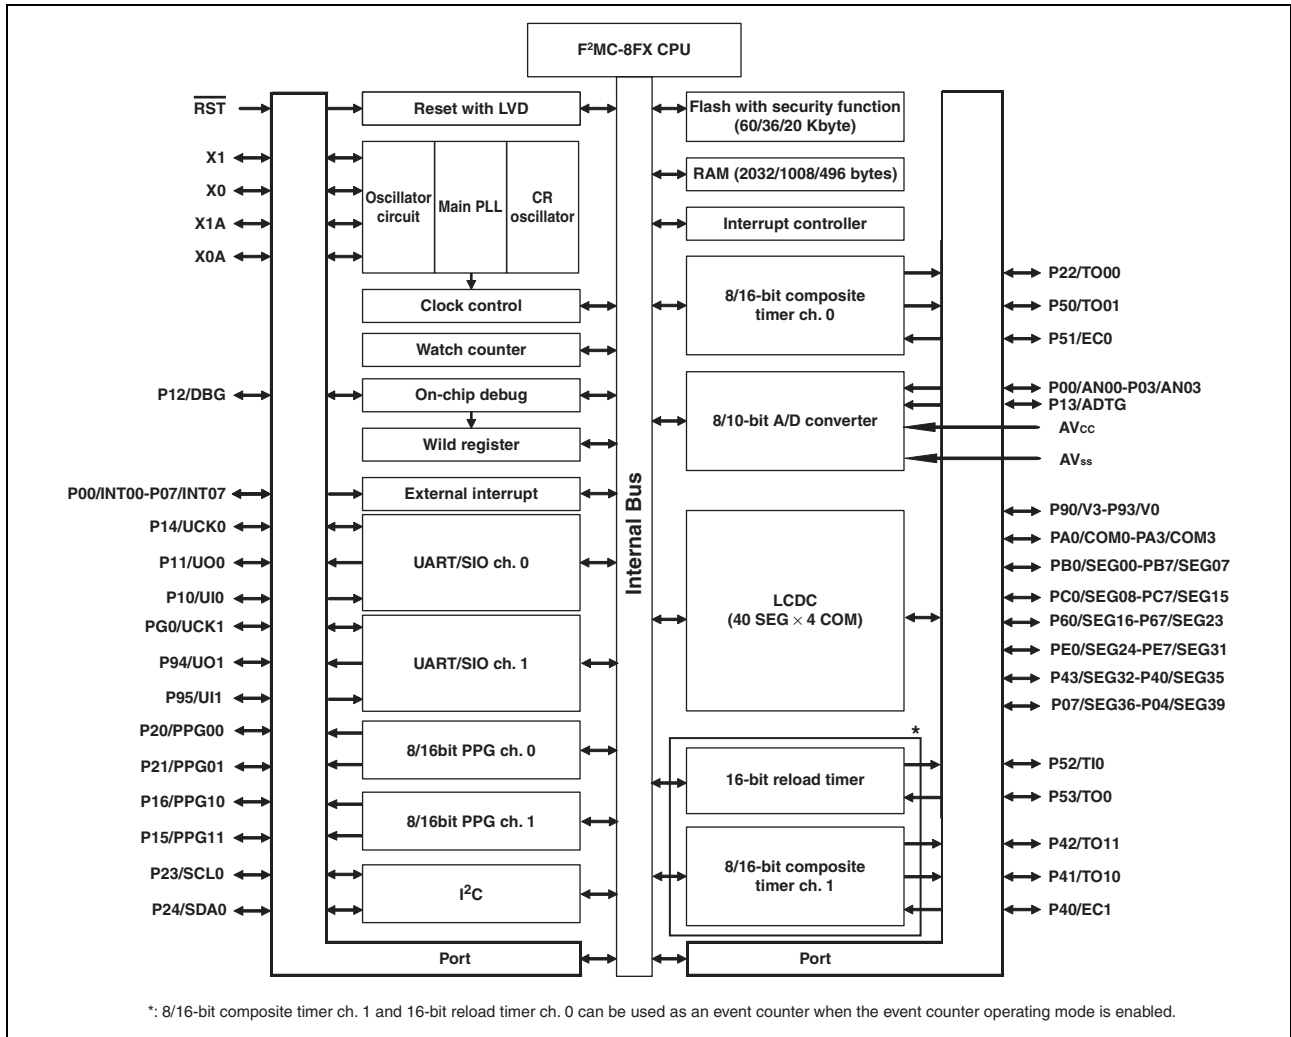 F²MC-8FX CPU
RST
X1
X0
X1A
X0A
P12/DBG
P00/INT00-P07/INT07
P14/UCK0
P11/UO0
P10/UI0
PG0/UCK1
P94/UO1
P95/UI1
P20/PPG00
P21/PPG01
P16/PPG10
P15/PPG11
P23/SCL0
P24/SDA0
Reset with LVD
Oscillator
circuit
Main PLL
CR
oscillator
Clock control
Watch counter
On-chip debug
Wild register
External interrupt
UART/SIO ch. 0
UART/SIO ch. 1
8/16bit PPG ch. 0
8/16bit PPG ch. 1
I²C
Port
Internal Bus
Flash with security function
(60/36/20 Kbyte)
RAM (2032/1008/496 bytes)
Interrupt controller
8/16-bit composite
timer ch. 0
8/10-bit A/D converter
LCDC
(40 SEG × 4 COM)
*
16-bit reload timer
8/16-bit composite
timer ch. 1
Port
P22/TO00
P50/TO01
P51/EC0
P00/AN00-P03/AN03
P13/ADTG
AVCC
AVss
P90/V3-P93/V0
PA0/COM0-PA3/COM3
PB0/SEG00-PB7/SEG07
PC0/SEG08-PC7/SEG15
P60/SEG16-P67/SEG23
PE0/SEG24-PE7/SEG31
P43/SEG32-P40/SEG35
P07/SEG36-P04/SEG39
P52/TI0
P53/TO0
P42/TO11
P41/TO10
P40/EC1
*: 8/16-bit composite timer ch. 1 and 16-bit reload timer ch. 0 can be used as an event counter when the event counter operating mode is enabled.